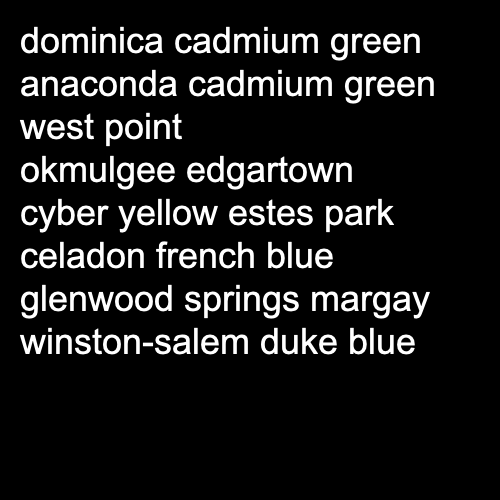 dominica cadmium green
anaconda cadmium green
west point
okmulgee edgartown
cyber yellow estes park
celadon french blue
glenwood springs margay
winston-salem duke blue